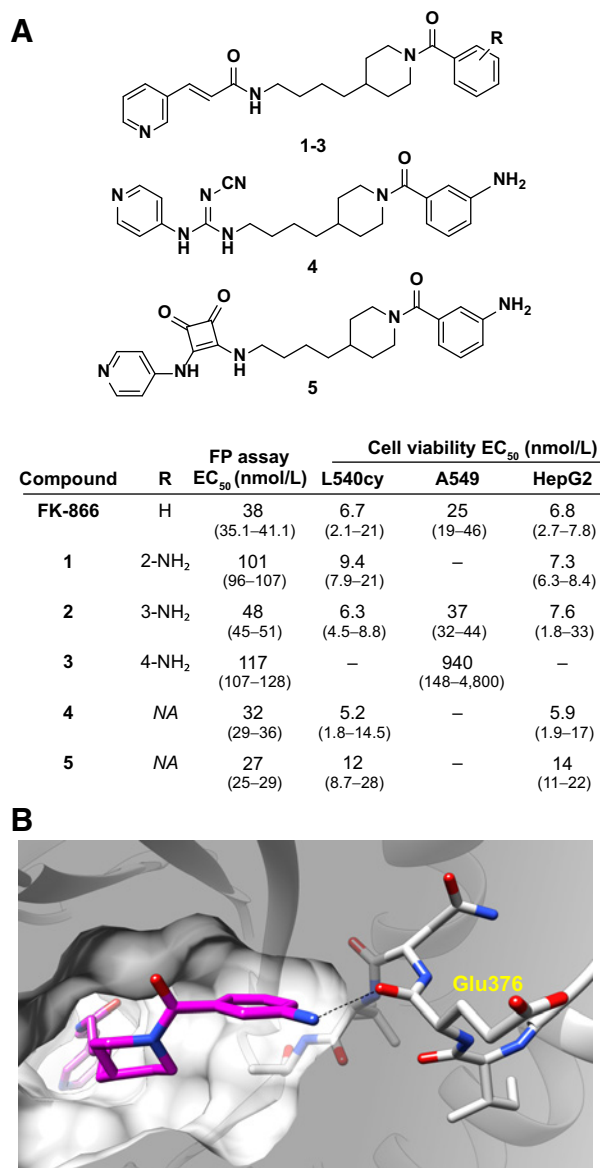 A
O
R
N
O
N
H
N
1-3
N
N
CN
O
N
NH2
N
H
N
H
4
O
O
O
N
NH2
N
NH
N
H
5
FP assay Cell viability EC50 (nmol/L)
Compound R EC50 (nmol/L) L540cy A549 HepG2
FK-866 H 38 6.7 25 6.8
(35.1–41.1) (2.1–21) (19–46) (2.7–7.8)
1 2-NH2 101 9.4 – 7.3
(96–107) (7.9–21) (6.3–8.4)
2 3-NH2 48 6.3 37 7.6
(45–51) (4.5–8.8) (32–44) (1.8–33)
3 4-NH2 117 – 940 –
(107–128) (148–4,800)
4 NA 32 5.2 – 5.9
(29–36) (1.8–14.5) (1.9–17)
5 NA 27 12 – 14
(25–29) (8.7–28) (11–22)
B
Glu376